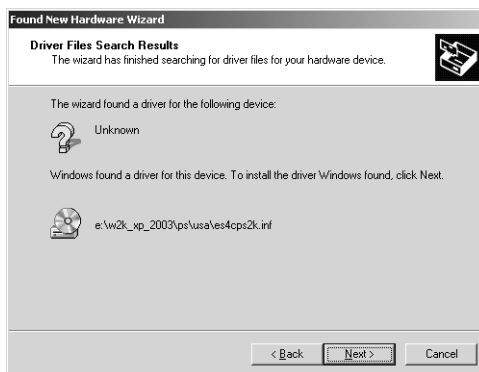 Found New Hardware Wizard
Driver Files Search Results
The wizard has finished searching for driver files for your hardware device.
The wizard found a driver for the following device:
Unknown
Windows found a driver for this device. To install the driver Windows found, click Next.
e:\w2k_xp_2003\ps\usa\es4cps2k.inf
< Back Next > Cancel